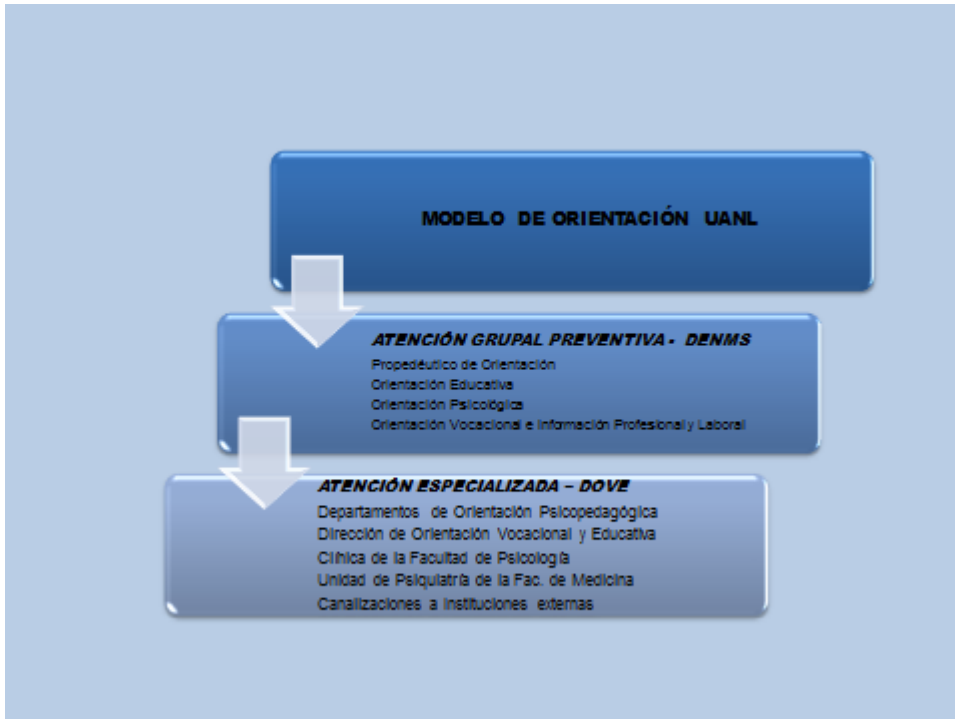 MODELO DE ORIENTACIÓN UANL
ATENCIÓN GRUPAL PREVENTIVA - DENMS
Propedéutico de Orientación
Orientación Educativa
Orientación Psicológica
Orientación Vocacional e Información Profesional y Laboral
ATENCIÓN ESPECIALIZADA – DOVE
Departamentos de Orientación Psicopedagógica
Dirección de Orientación Vocacional y Educativa
Clínica de la Facultad de Psicología
Unidad de Psiquiatría de la Fac. de Medicina
Canalizaciones a instituciones externas